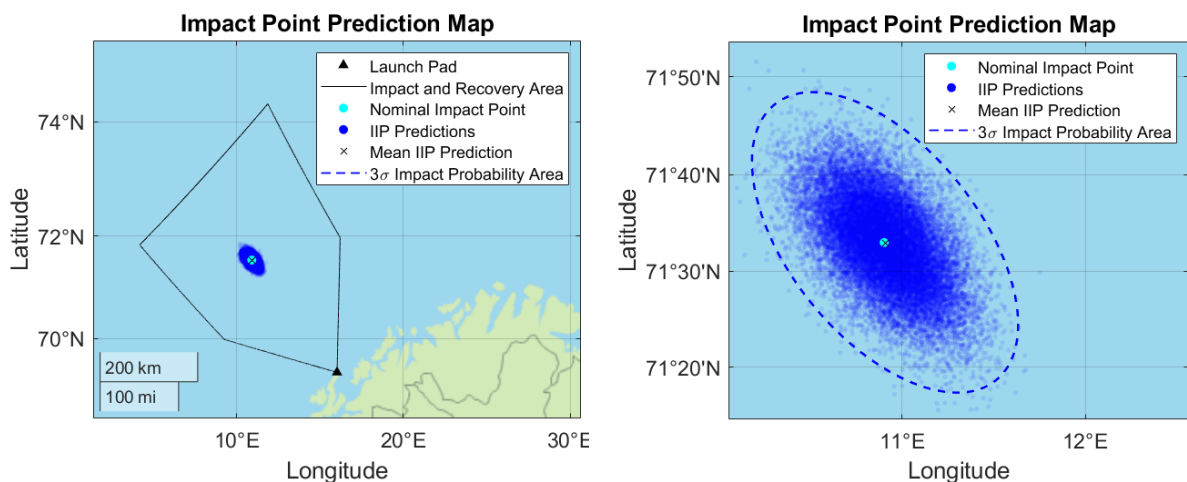 Impact Point Prediction Map
Launch Pad
Impact and Recovery Area
Nominal Impact Point
IIP Predictions
Mean IIP Prediction
3σ Impact Probability Area
74°N
72°N
70°N
Latitude
200 km
100 mi
10°E
20°E
30°E
Longitude
Impact Point Prediction Map
Nominal Impact Point
IIP Predictions
Mean IIP Prediction
3σ Impact Probability Area
71°50'N
71°40'N
71°30'N
71°20'N
Latitude
11°E
12°E
Longitude